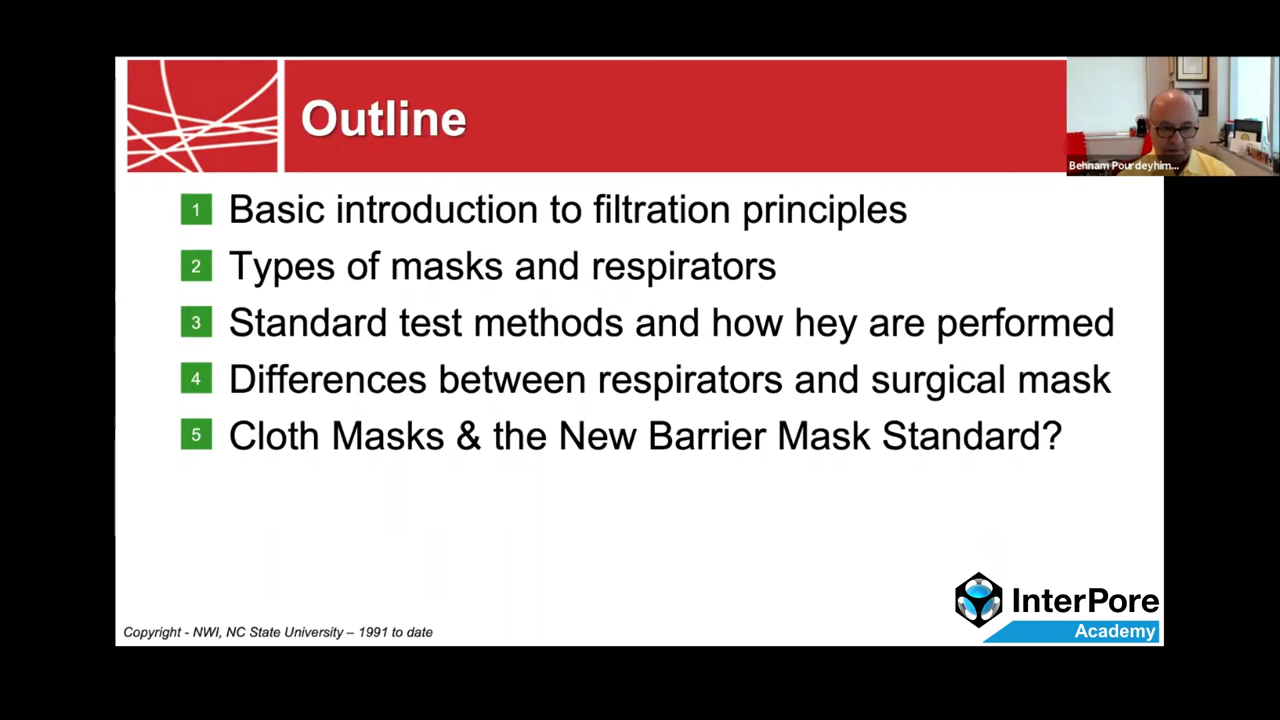 Outline
Behnam Pourdeyhim...
1 Basic introduction to filtration principles
2 Types of masks and respirators
3 Standard test methods and how hey are performed
4 Differences between respirators and surgical mask
5 Cloth Masks & the New Barrier Mask Standard?
InterPore
Academy
Copyright - NWI, NC State University – 1991 to date